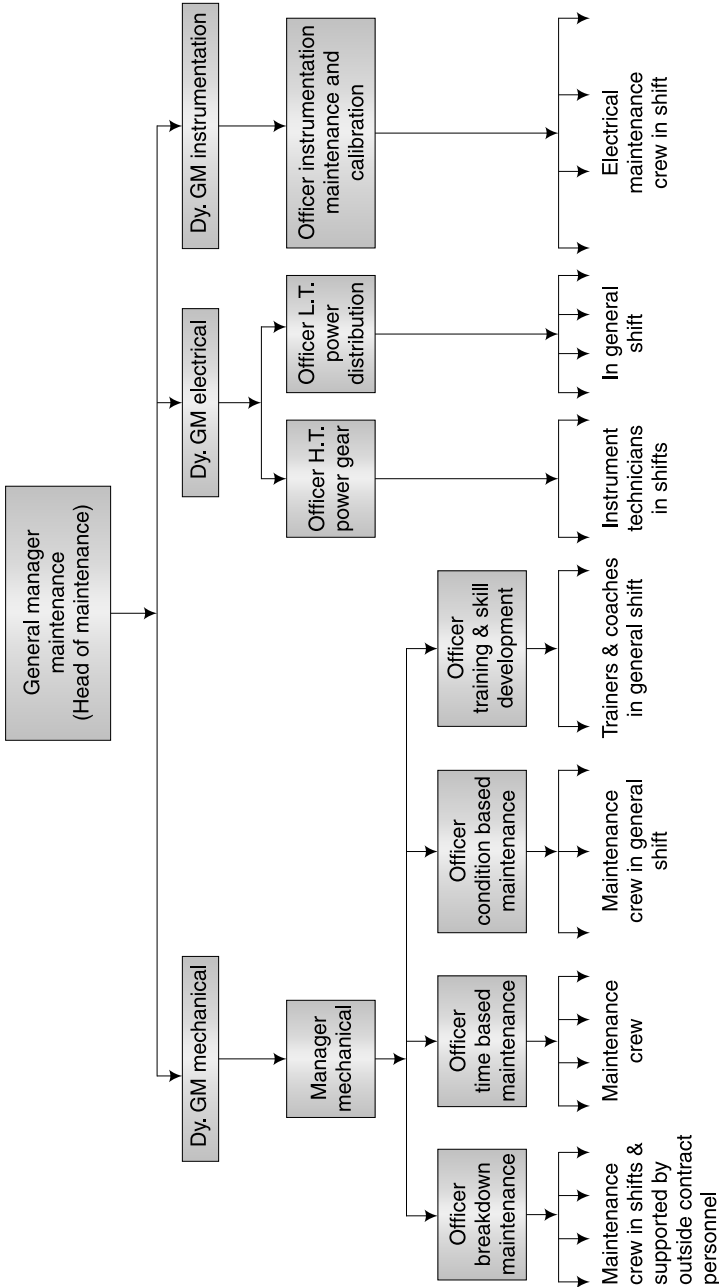 General manager
maintenance
(Head of maintenance)
Dy. GM mechanical
Dy. GM electrical
Dy. GM instrumentation
Manager
mechanical
Officer H.T.
power gear
Officer L.T.
power
distribution
Officer instrumentation
maintenance and
calibration
Officer
breakdown
maintenance
Officer
time based
maintenance
Officer
condition based
maintenance
Officer
training & skill
development
Maintenance
crew in shifts &
supported by
outside contract
personnel
Maintenance
crew
Maintenance
crew in general
shift
Trainers & coaches
in general shift
Instrument
technicians
in shifts
In general
shift
Electrical
maintenance
crew in shift